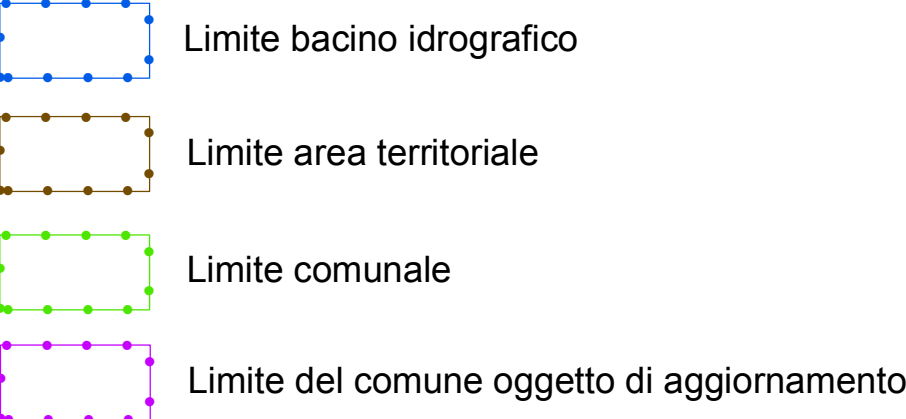 Limite bacino idrografico
Limite area territoriale
Limite comunale
Limite del comune oggetto di aggiornamento